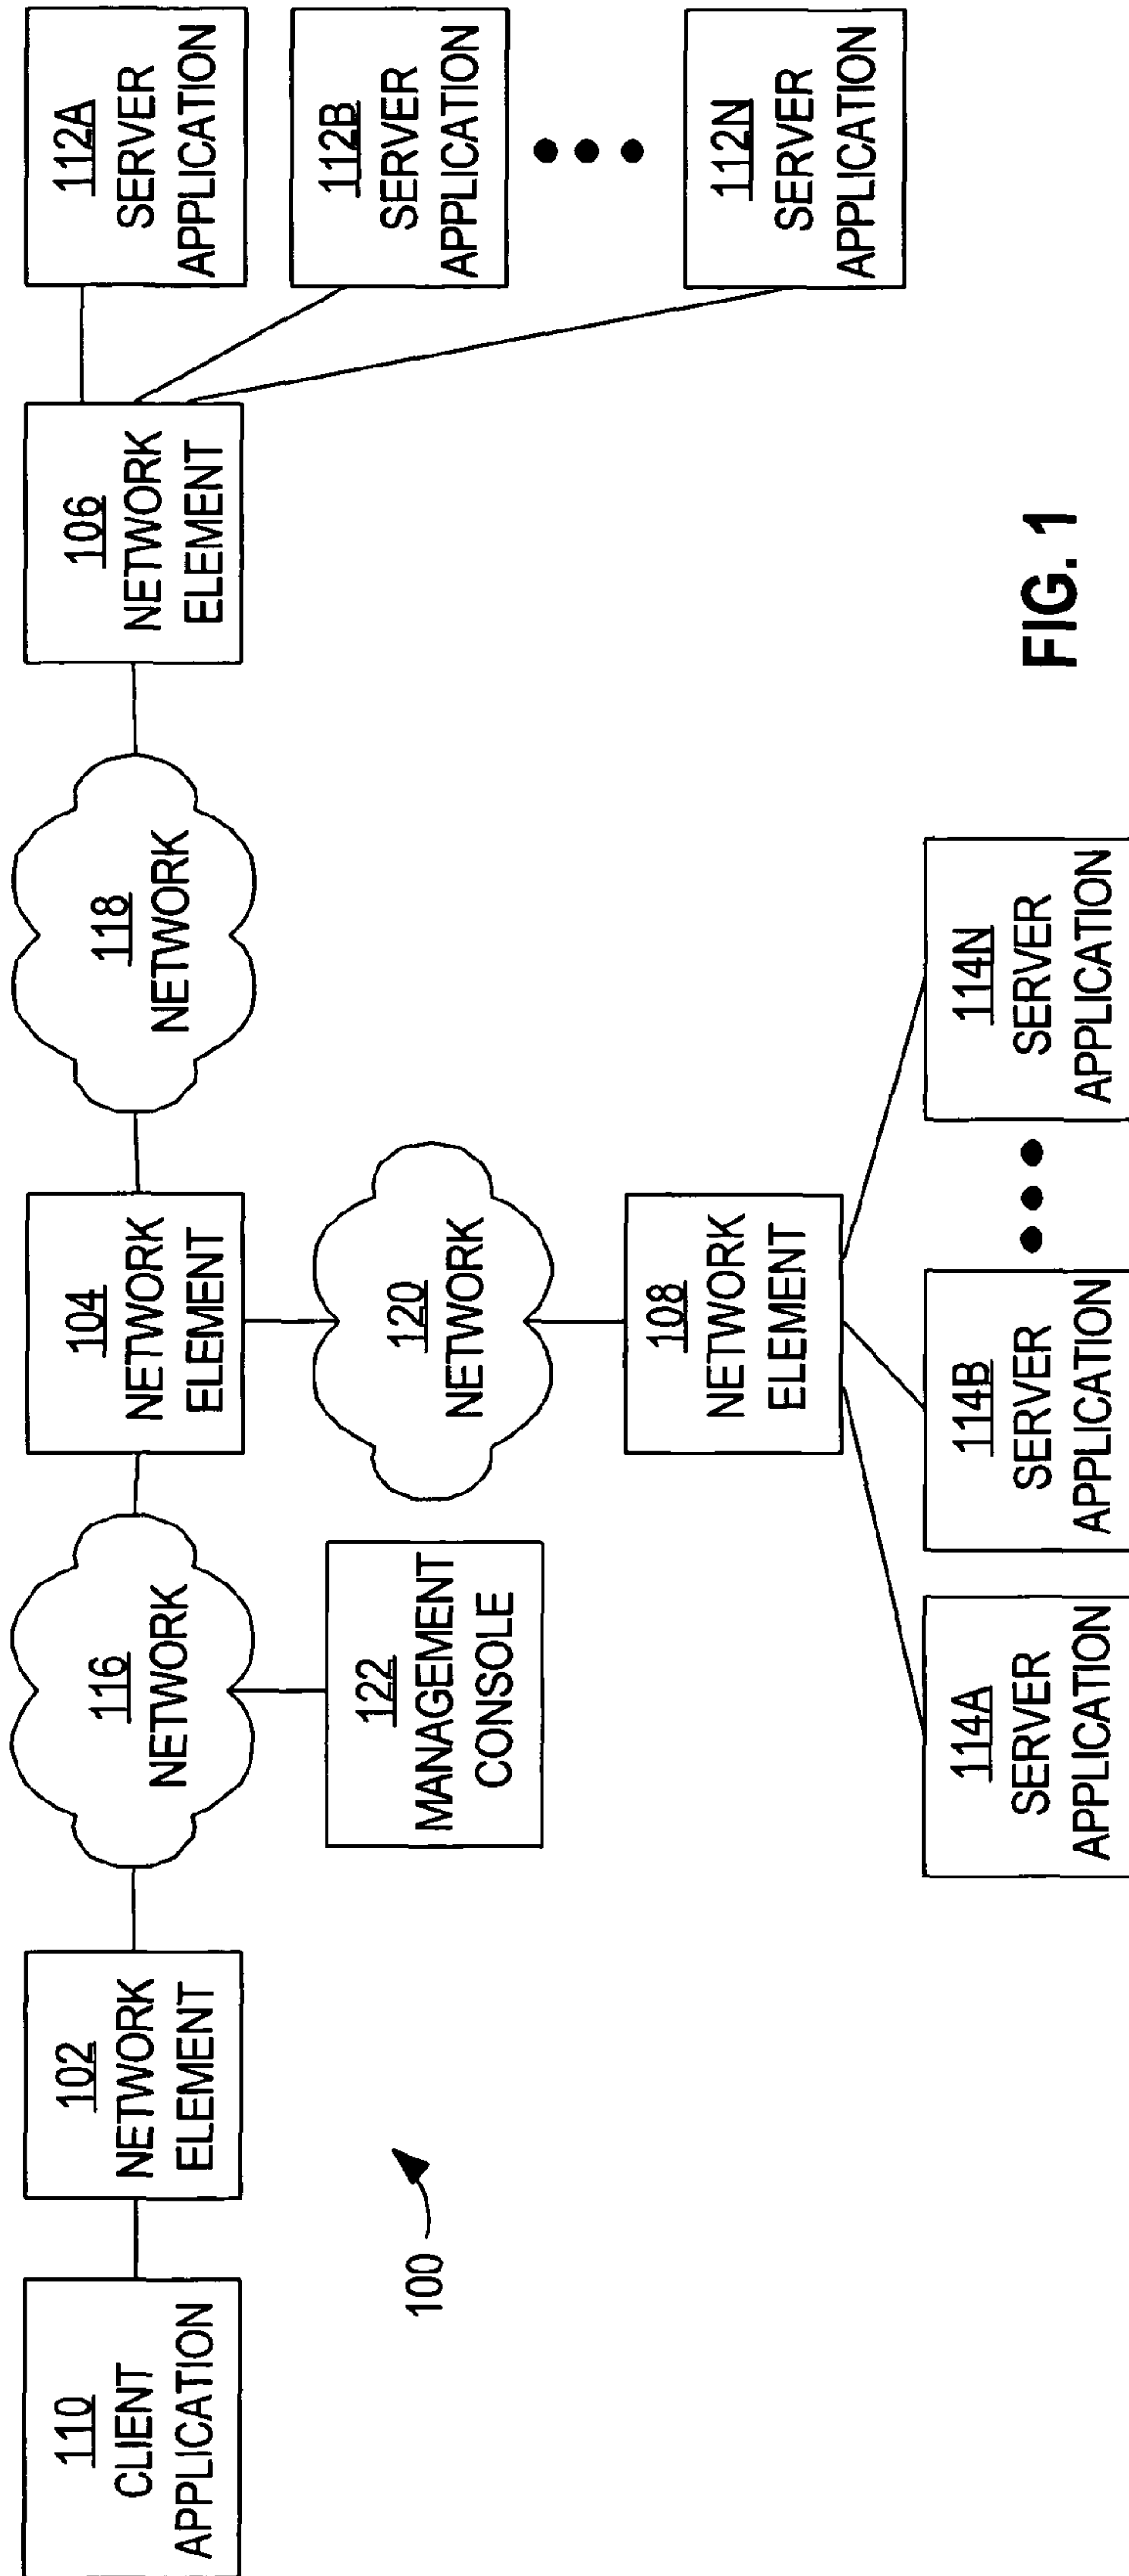 110
CLIENT
APPLICATION
102
NETWORK
ELEMENT
116
NETWORK
104
NETWORK
ELEMENT
118
NETWORK
106
NETWORK
ELEMENT
112A
SERVER
APPLICATION
112B
SERVER
APPLICATION
112N
SERVER
APPLICATION
122
MANAGEMENT
CONSOLE
120
NETWORK
108
NETWORK
ELEMENT
100
114A
SERVER
APPLICATION
114B
SERVER
APPLICATION
114N
SERVER
APPLICATION
FIG. 1